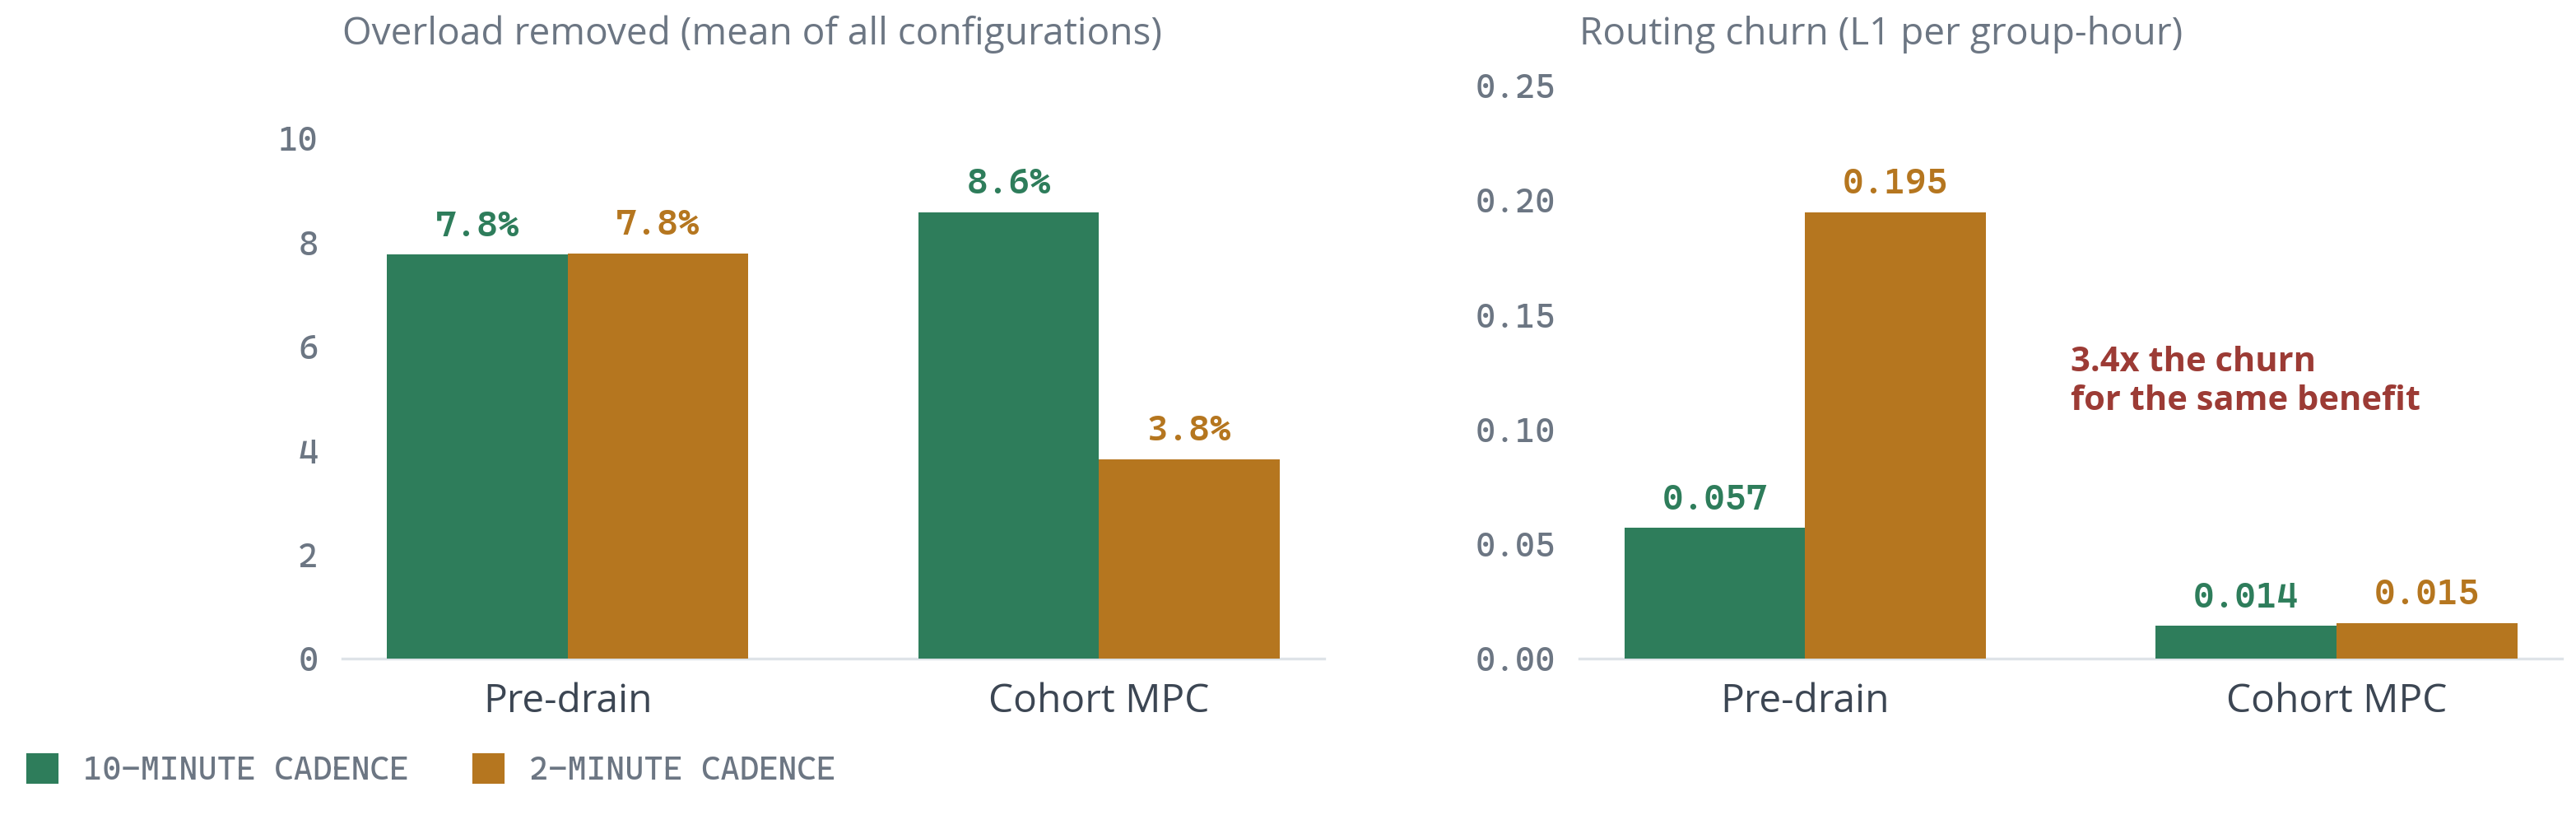 Overload removed (mean of all configurations)
10
8
6
4
2
0
7.8%
7.8%
8.6%
3.8%
Pre-drain
Cohort MPC
Routing churn (L1 per group-hour)
0.25
0.20
0.15
0.10
0.05
0.00
0.057
0.195
3.4x the churn
for the same benefit
0.014
0.015
Pre-drain
Cohort MPC
10−MINUTE CADENCE
2−MINUTE CADENCE